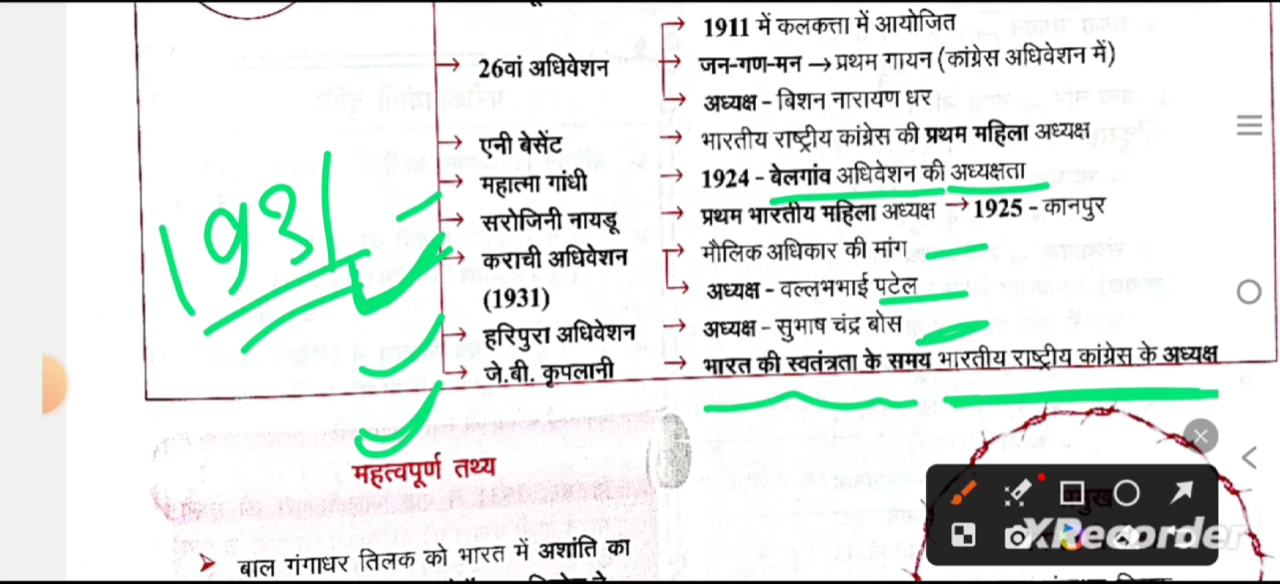 1911 में कलकत्ता में आयोजित
26वां अधिवेशन
जन-गण-मन → प्रथम गायन (कांग्रेस अधिवेशन में)
अध्यक्ष - बिशन नारायण धर
एनी बेसेंट → भारतीय राष्ट्रीय कांग्रेस की प्रथम महिला अध्यक्ष
महात्मा गांधी → 1924 - बेलगांव अधिवेशन की अध्यक्षता
सरोजिनी नायडू → प्रथम भारतीय महिला अध्यक्ष → 1925 - कानपुर
1931
कराची अधिवेशन → मौलिक अधिकार की मांग
(1931) → अध्यक्ष - वल्लभभाई पटेल
हरिपुरा अधिवेशन → अध्यक्ष - सुभाष चंद्र बोस
जे.बी. कृपलानी → भारत की स्वतंत्रता के समय भारतीय राष्ट्रीय कांग्रेस के अध्यक्ष
महत्वपूर्ण तथ्य
बाल गंगाधर तिलक को भारत में अशांति का
XRecorder